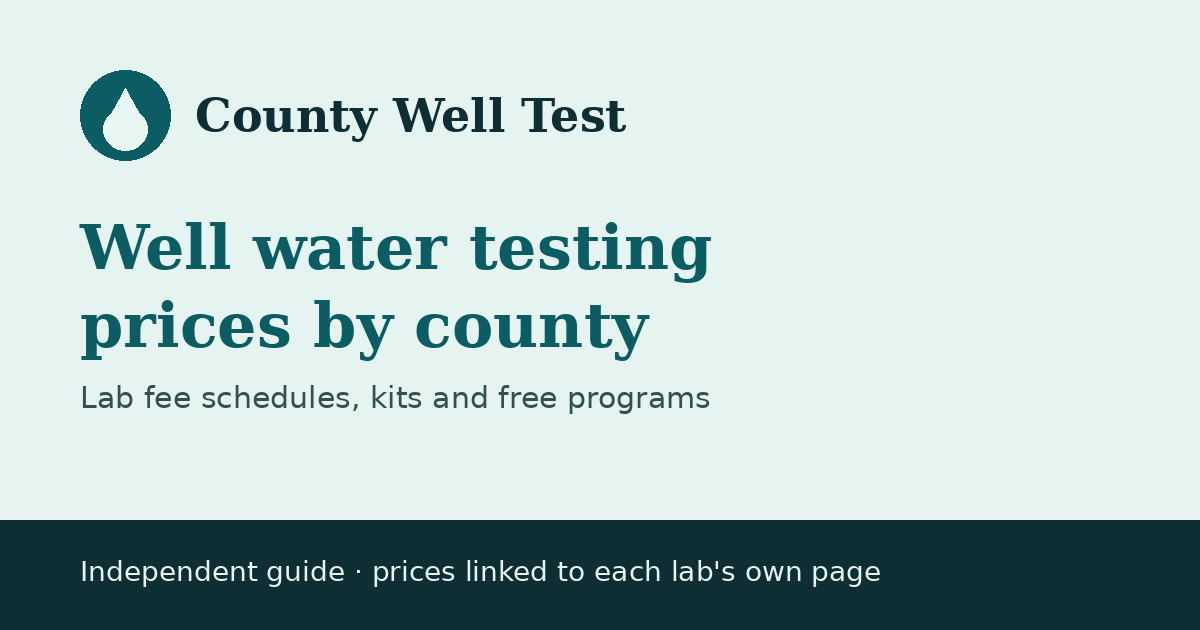 County Well Test
Well water testing
prices by county
Lab fee schedules, kits and free programs
Independent guide · prices linked to each lab's own page